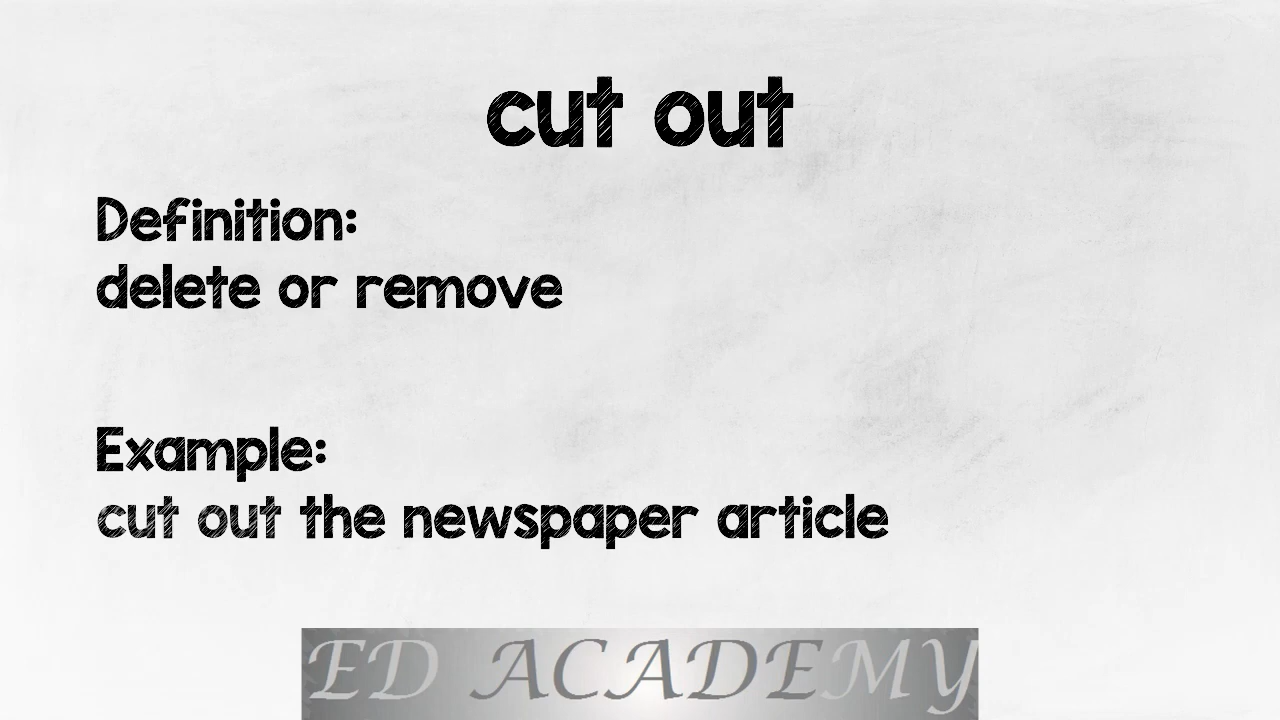 cut out
Definition:
delete or remove
Example:
cut out the newspaper article
ED ACADEMY